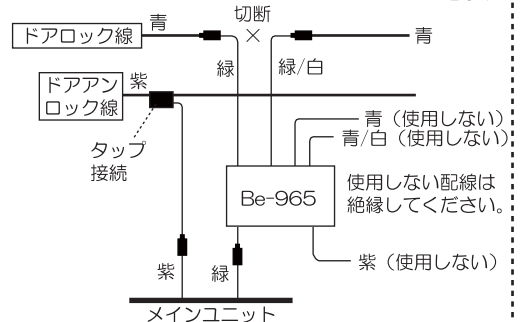 切断
ドアロック線
青
×
青
緑
緑/白
ドアアン
ロック線
紫
タップ
接続
青（使用しない）
青/白（使用しない）
Be-965
使用しない配線は
絶縁してください。
紫
緑
紫（使用しない）
メインユニット